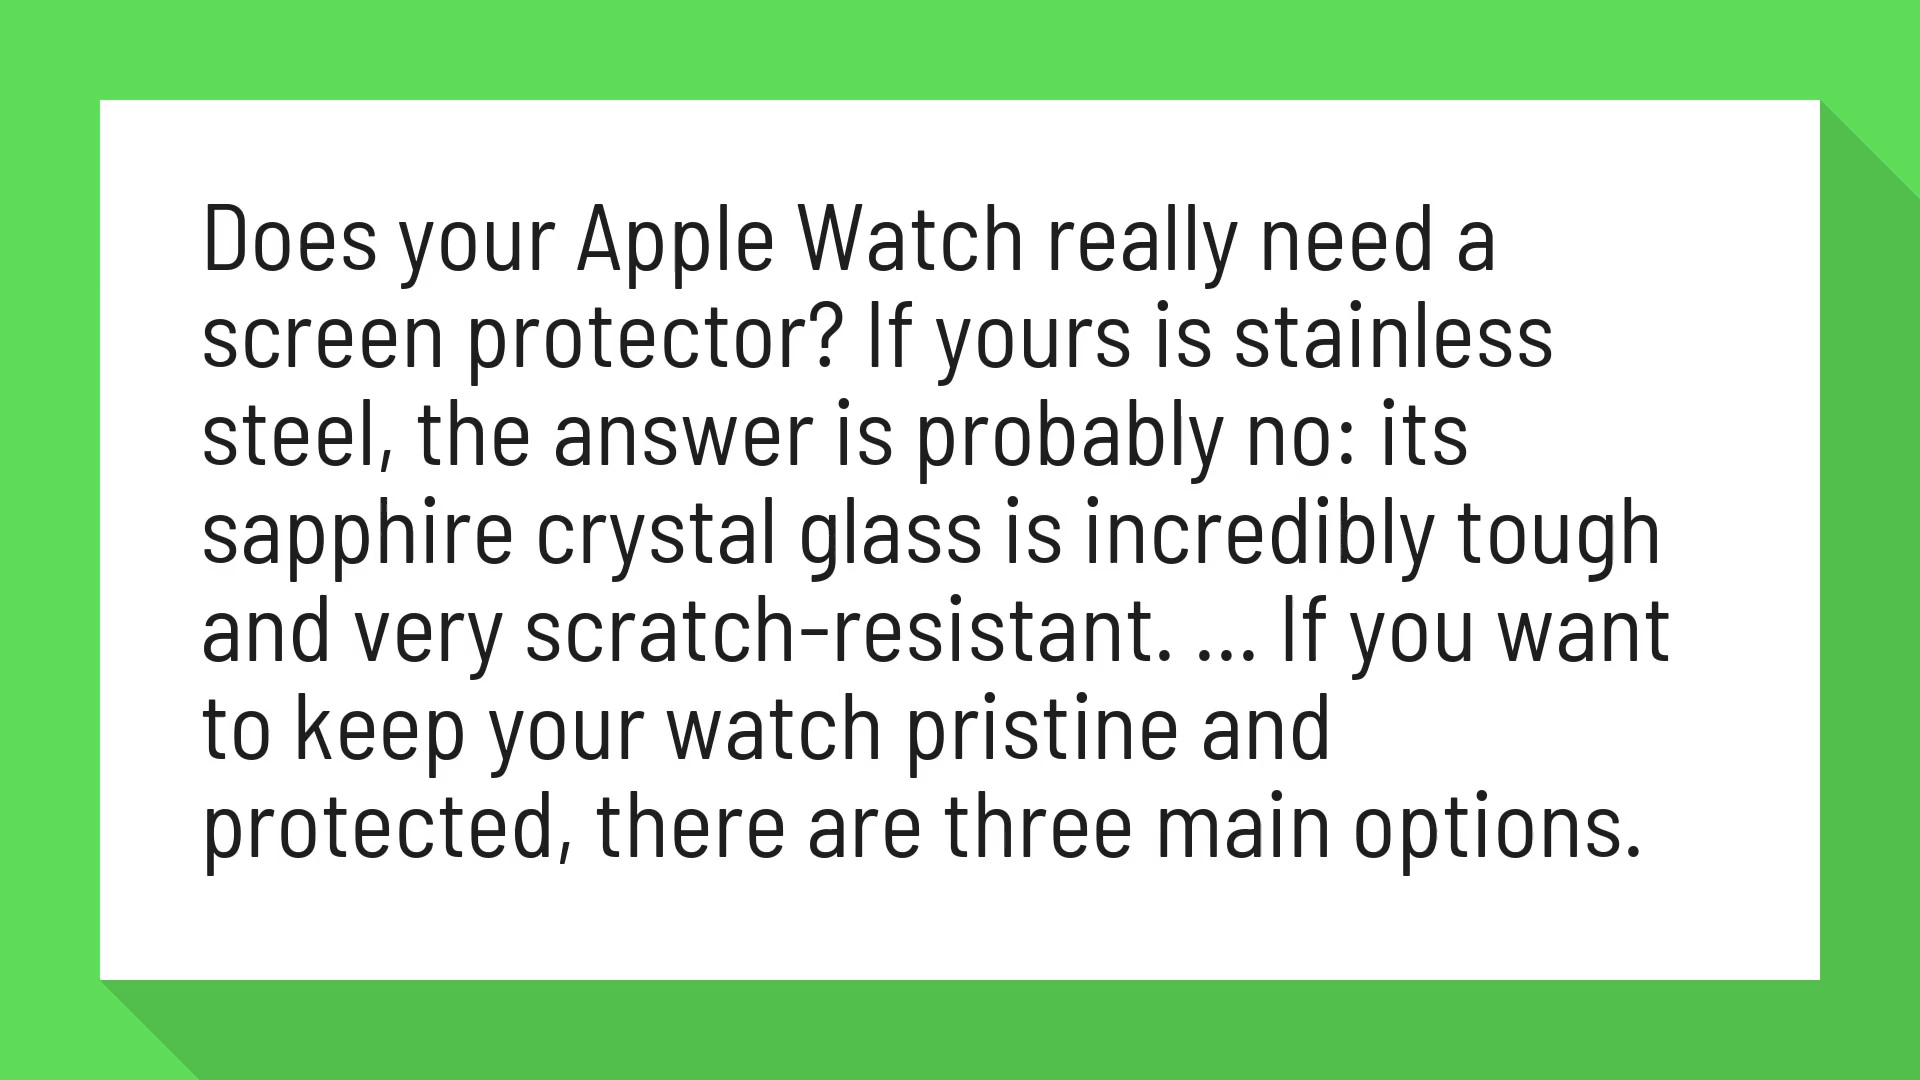 Does your Apple Watch really need a
screen protector? If yours is stainless
steel, the answer is probably no: its
sapphire crystal glass is incredibly tough
and very scratch-resistant. ... If you want
to keep your watch pristine and
protected, there are three main options.